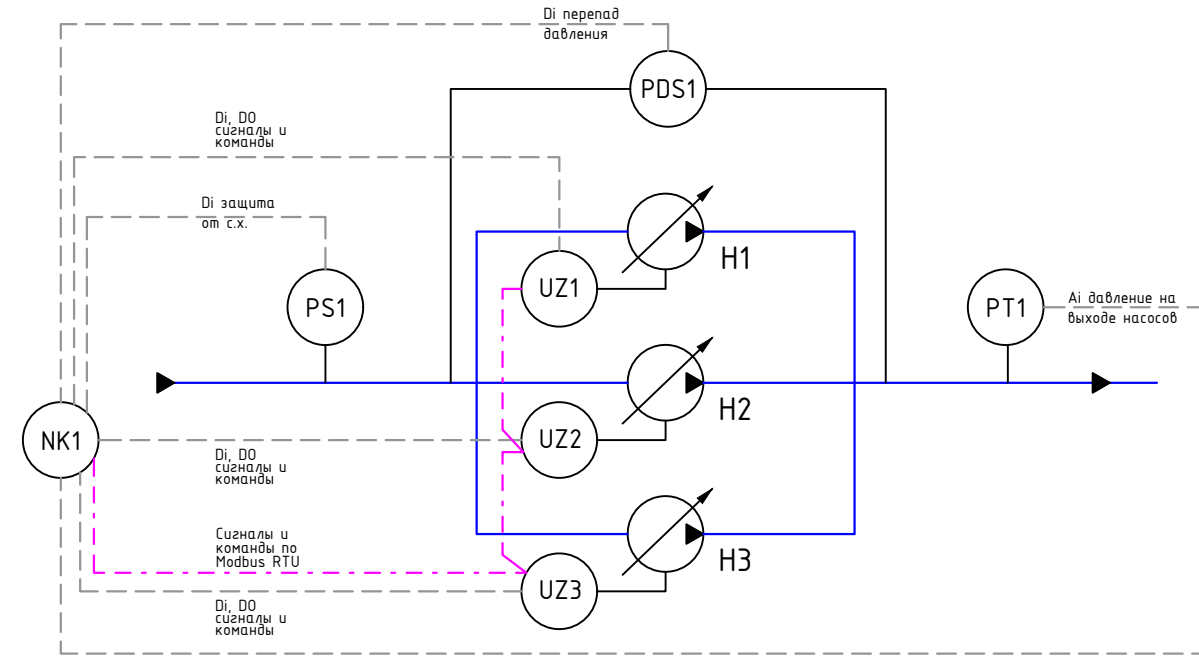 Di перепад
давления
PDS1
Di, DO
сигналы и
команды
Di защита
от с.х.
H1
UZ1
PS1
PT1
Ai давление на
выходе насосов
H2
UZ2
NK1
Di, DO
сигналы и
команды
Сигналы и
команды по
Modbus RTU
H3
UZ3
Di, DO
сигналы и
команды